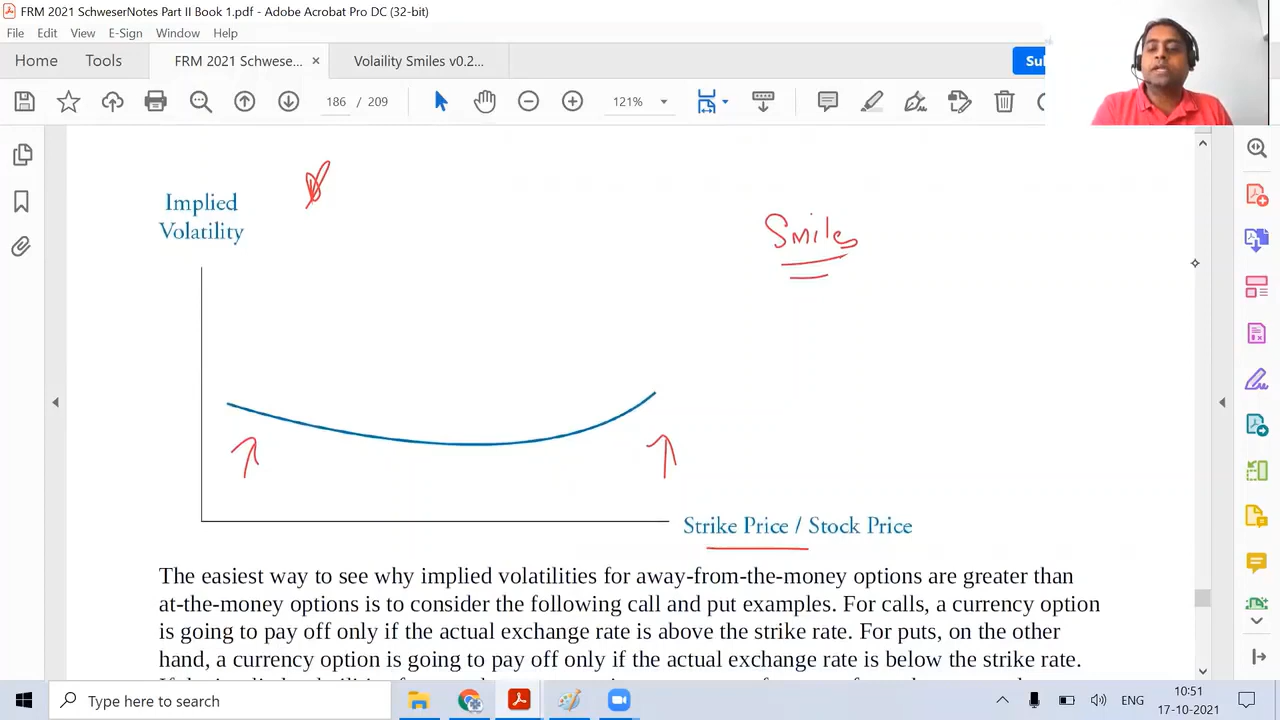 FRM 2021 SchweserNotes Part II Book 1.pdf - Adobe Acrobat Pro DC (32-bit)
File Edit View E-Sign Window Help
Home Tools FRM 2021 Schwese... × Volaility Smiles v0.2...
186 / 209 121%
Implied
Volatility
Smiles
Strike Price / Stock Price
The easiest way to see why implied volatilities for away-from-the-money options are greater than
at-the-money options is to consider the following call and put examples. For calls, a currency option
is going to pay off only if the actual exchange rate is above the strike rate. For puts, on the other
hand, a currency option is going to pay off only if the actual exchange rate is below the strike rate.
Type here to search
ENG
10:51
17-10-2021